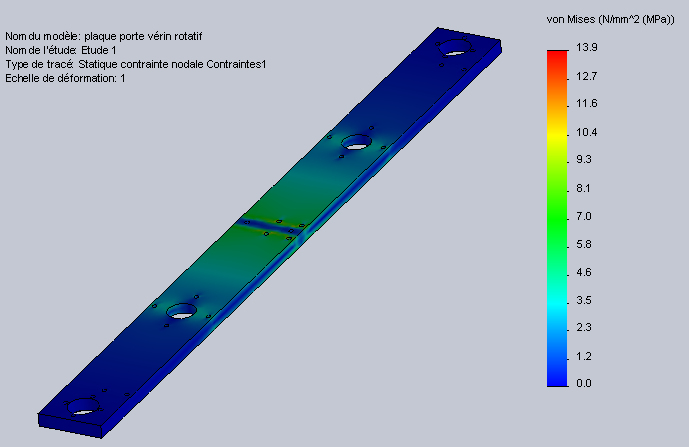 von Mises (N/mm^2 (MPa))
Nom du modèle: plaque porte vérin rotatif
Nom de l'étude: Etude 1
Type de tracé: Statique contrainte nodale Contraintes1
Echelle de déformation: 1
13.9
12.7
11.6
10.4
9.3
8.1
7.0
5.8
4.6
3.5
2.3
1.2
0.0